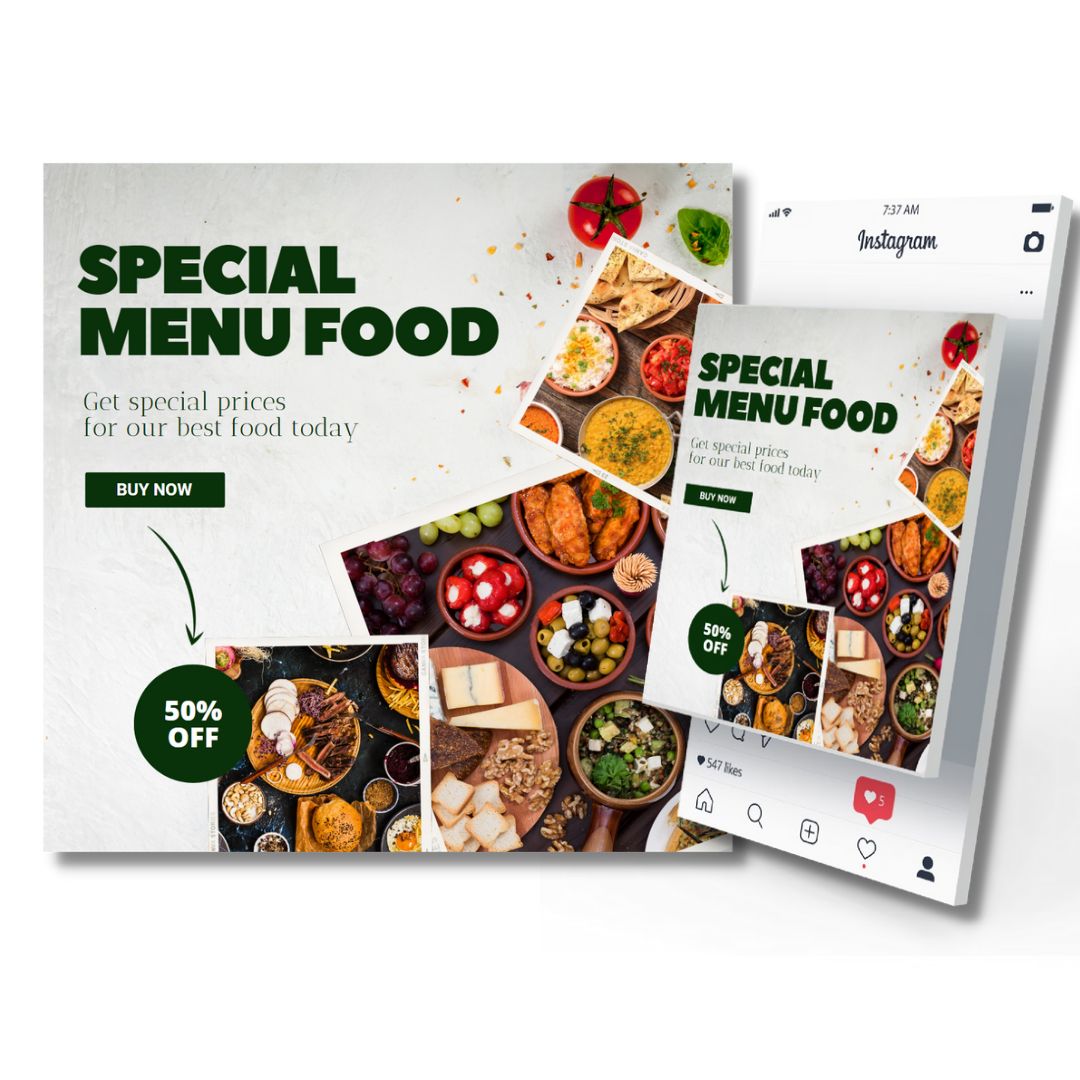 SPECIAL
MENU FOOD
Get special prices
for our best food today
BUY NOW
50%
OFF
7:37 AM
Instagram
SPECIAL
MENU FOOD
Get special prices
for our best food today
BUY NOW
50%
OFF
547 likes
5